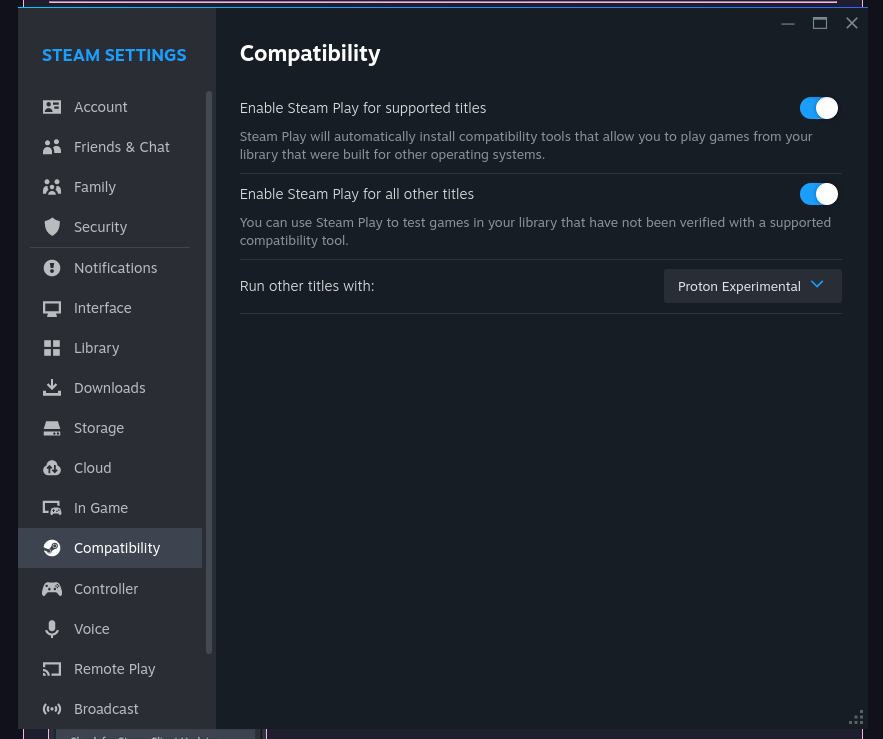 STEAM SETTINGS
Account
Friends & Chat
Family
Security
Notifications
Interface
Library
Downloads
Storage
Cloud
In Game
Compatibility
Controller
Voice
Remote Play
Broadcast
Compatibility
Enable Steam Play for supported titles
Steam Play will automatically install compatibility tools that allow you to play games from your
library that were built for other operating systems.
Enable Steam Play for all other titles
You can use Steam Play to test games in your library that have not been verified with a supported
compatibility tool.
Run other titles with:
Proton Experimental